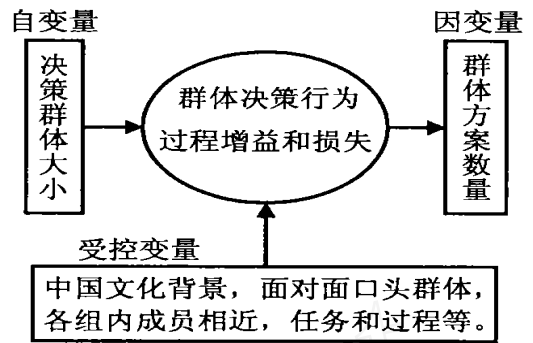 自变量
因变量
决策群体大小
群体决策行为
过程增益和损失
群体方案数量
受控变量
中国文化背景，面对面口头群体，
各组内成员相近，任务和过程等。